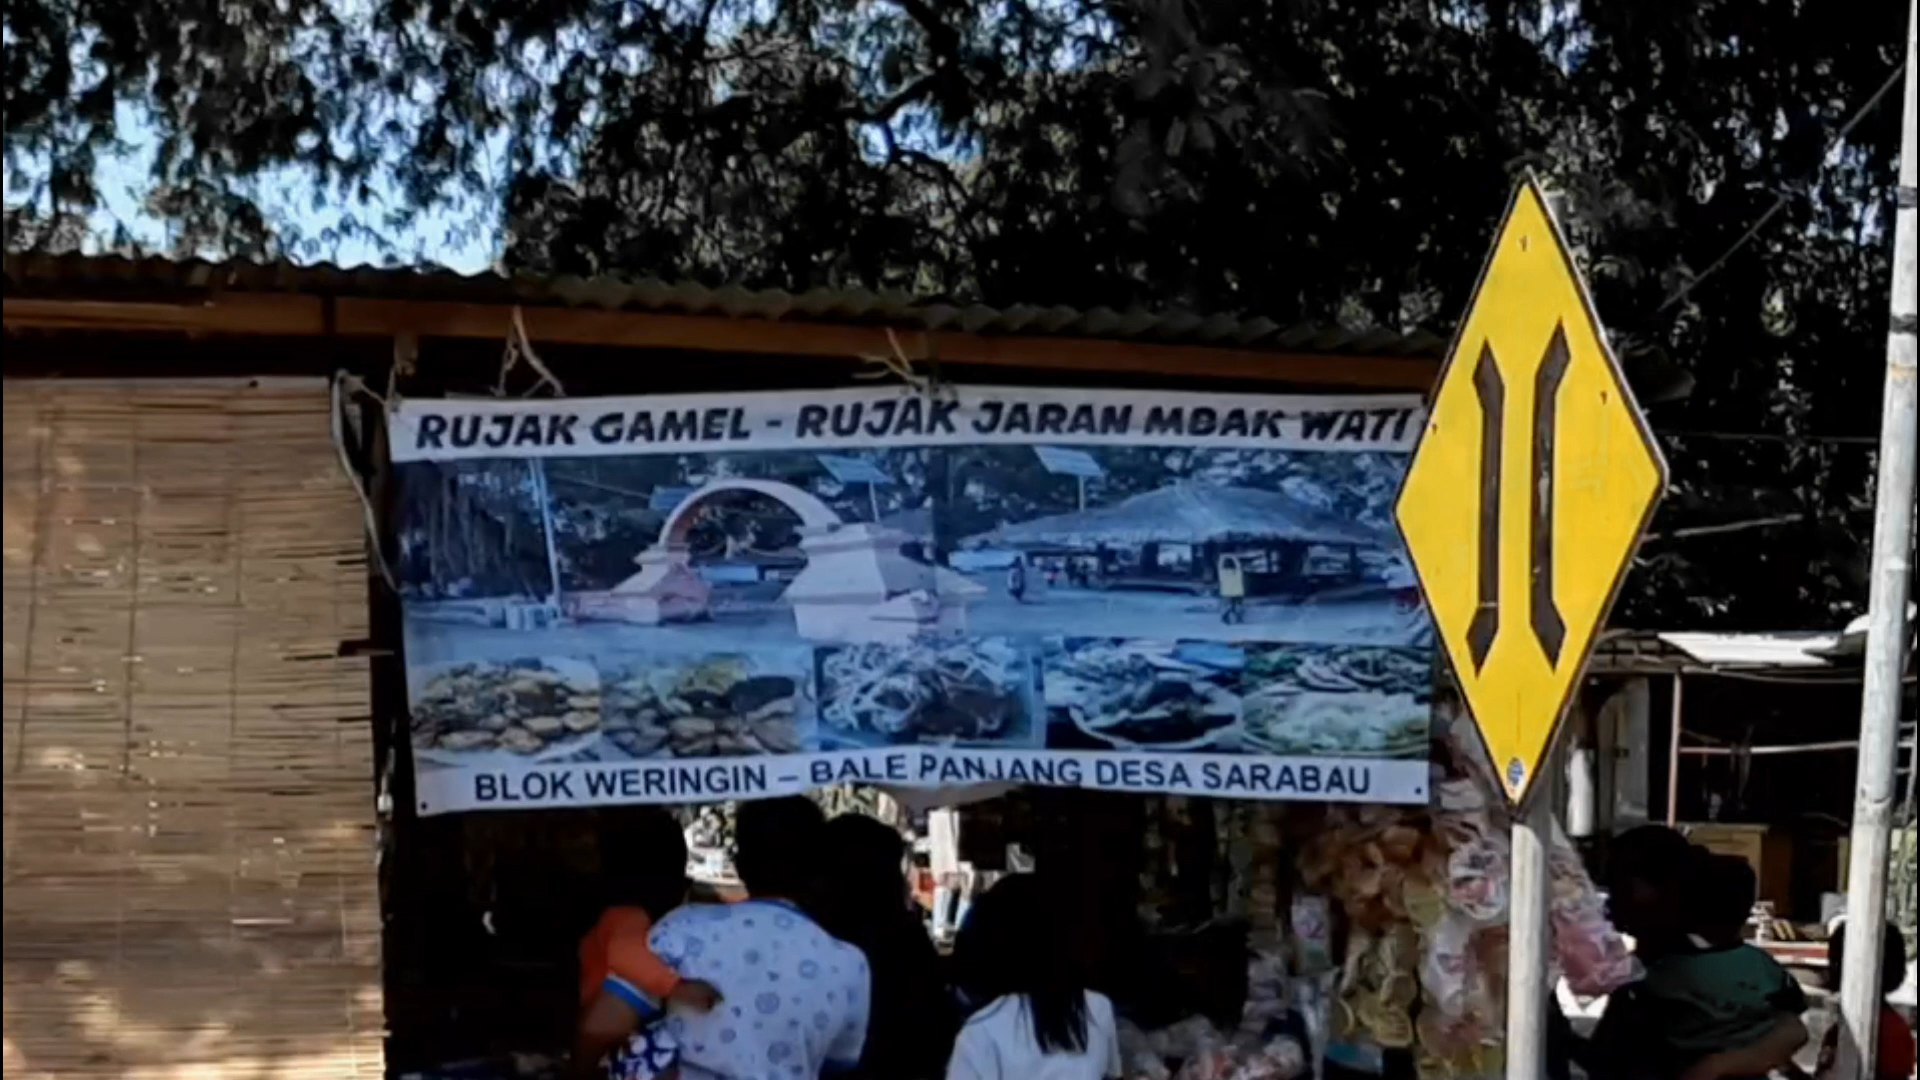 RUJAK GAMEL - RUJAK JARAN MBAK WATI
BLOK WERINGIN – BALE PANJANG DESA SARABAU